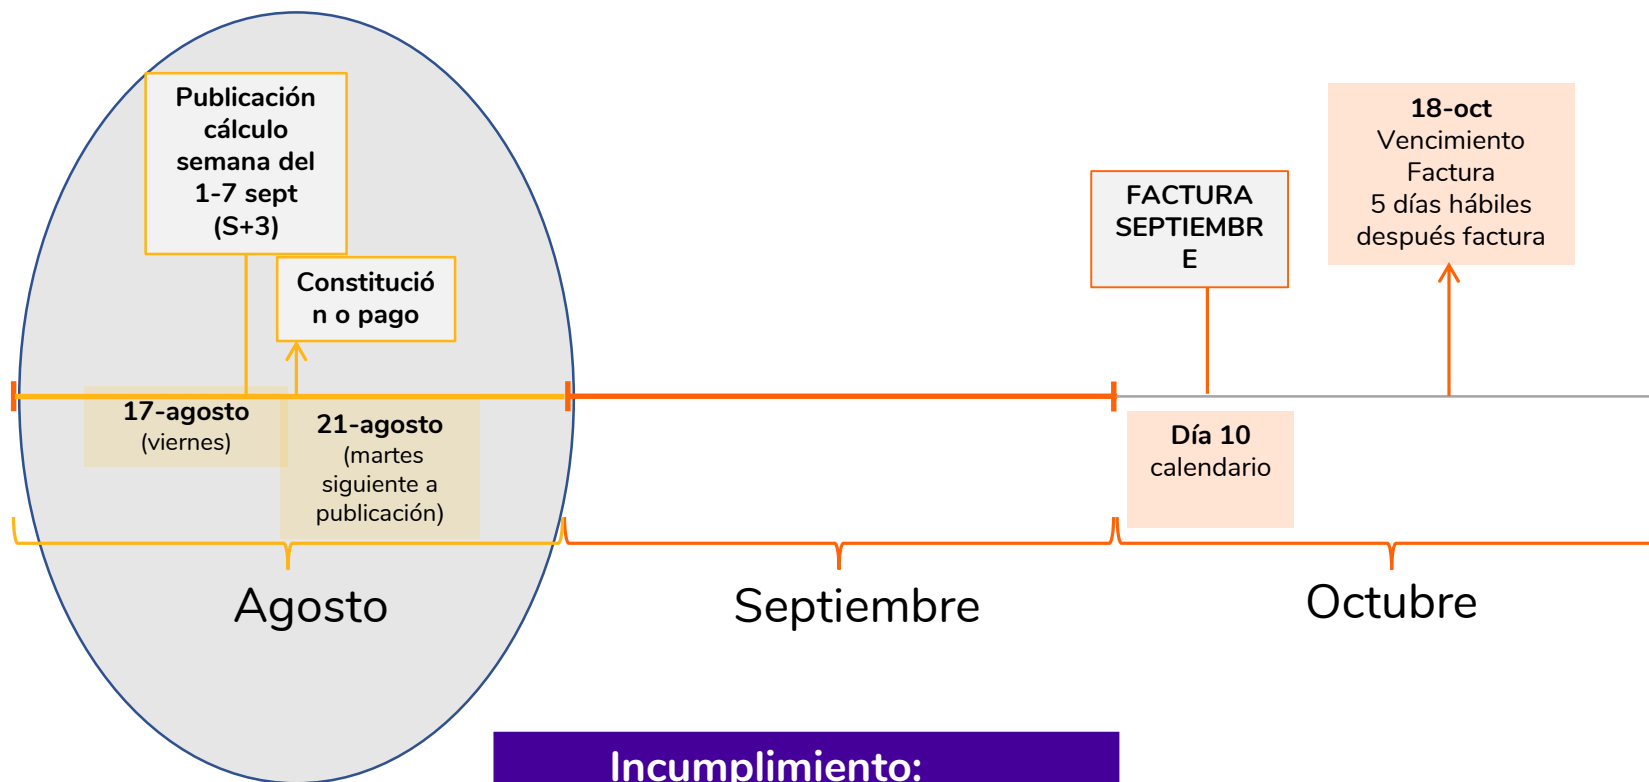 Publicación
cálculo
semana del
1-7 sept
(S+3)
Constitució
n o pago
17-agosto
(viernes)
21-agosto
(martes
siguiente a
publicación)
Agosto
Septiembre
FACTURA
SEPTIEMBR
E
18-oct
Vencimiento
Factura
5 días hábiles
después factura
Día 10
calendario
Octubre
Incumplimiento: